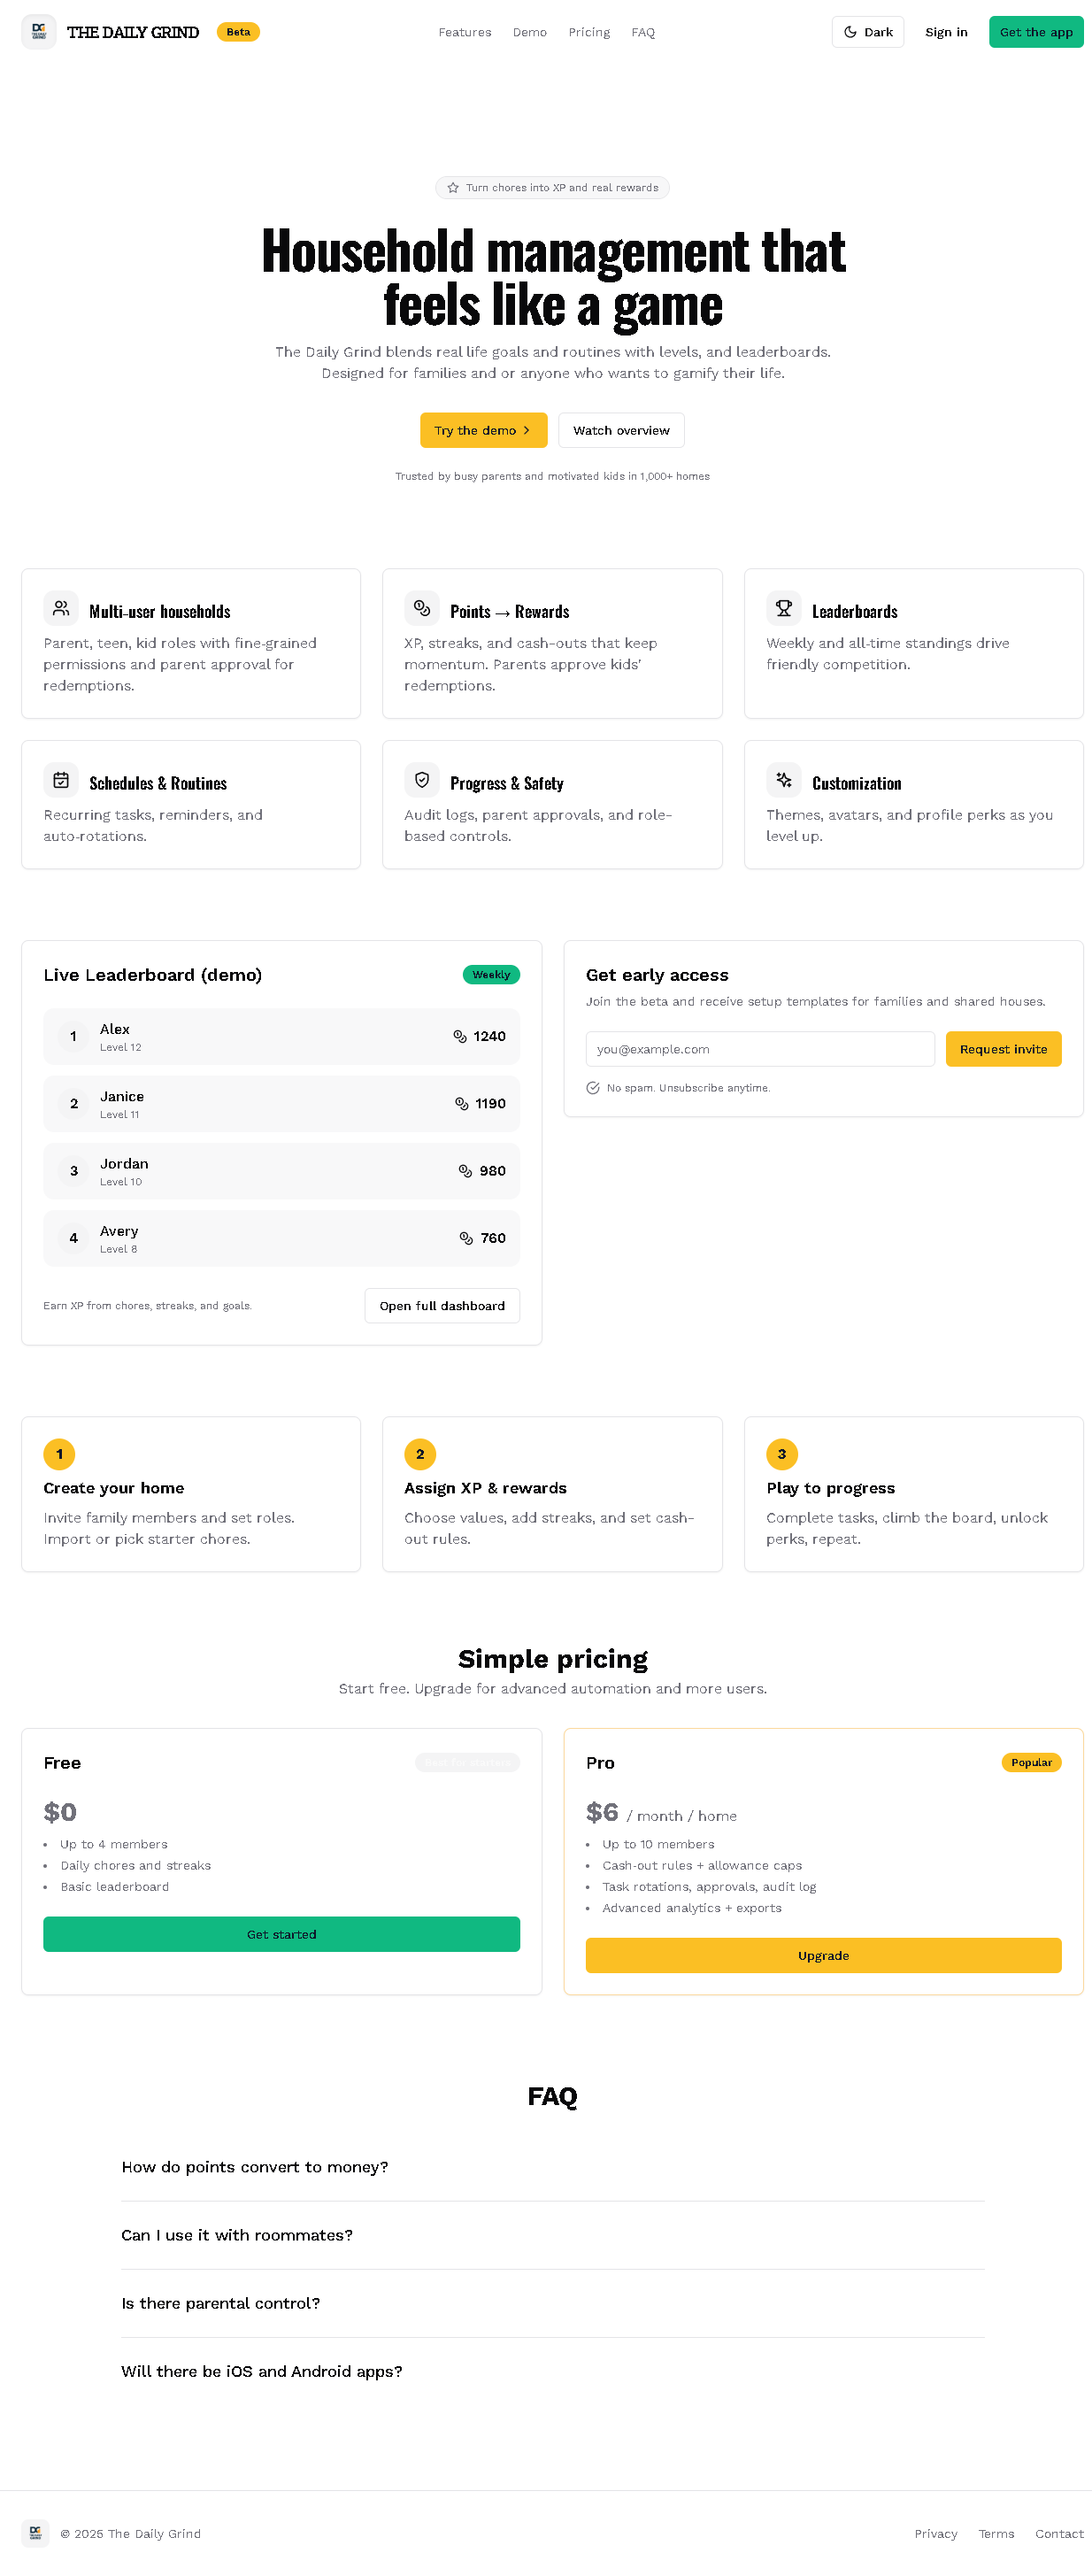 THE DAILY GRIND
Beta
Features
Demo
Pricing
FAQ
Dark
Sign in
Get the app
Turn chores into XP and real rewards
Household management that
feels like a game
The Daily Grind blends real life goals and routines with levels, and leaderboards.
Designed for families and or anyone who wants to gamify their life.
Try the demo
Watch overview
Trusted by busy parents and motivated kids in 1,000+ homes
Multi-user households
Parent, teen, kid roles with fine-grained
permissions and parent approval for
redemptions.
Points → Rewards
XP, streaks, and cash-outs that keep
momentum. Parents approve kids'
redemptions.
Leaderboards
Weekly and all-time standings drive
friendly competition.
Schedules & Routines
Recurring tasks, reminders, and
auto-rotations.
Progress & Safety
Audit logs, parent approvals, and role-
based controls.
Customization
Themes, avatars, and profile perks as you
level up.
Live Leaderboard (demo)
Weekly
1
Alex
Level 12
1240
2
Janice
Level 11
1190
3
Jordan
Level 10
980
4
Avery
Level 8
760
Earn XP from chores, streaks, and goals.
Open full dashboard
Get early access
Join the beta and receive setup templates for families and shared houses.
you@example.com
Request invite
No spam. Unsubscribe anytime.
1
Create your home
Invite family members and set roles.
Import or pick starter chores.
2
Assign XP & rewards
Choose values, add streaks, and set cash-
out rules.
3
Play to progress
Complete tasks, climb the board, unlock
perks, repeat.
Simple pricing
Start free. Upgrade for advanced automation and more users.
Free
$0
• Up to 4 members
• Daily chores and streaks
• Basic leaderboard
Get started
Pro
Popular
$6 / month / home
• Up to 10 members
• Cash-out rules + allowance caps
• Task rotations, approvals, audit log
• Advanced analytics + exports
Upgrade
FAQ
How do points convert to money?
Can I use it with roommates?
Is there parental control?
Will there be iOS and Android apps?
© 2025 The Daily Grind
Privacy
Terms
Contact